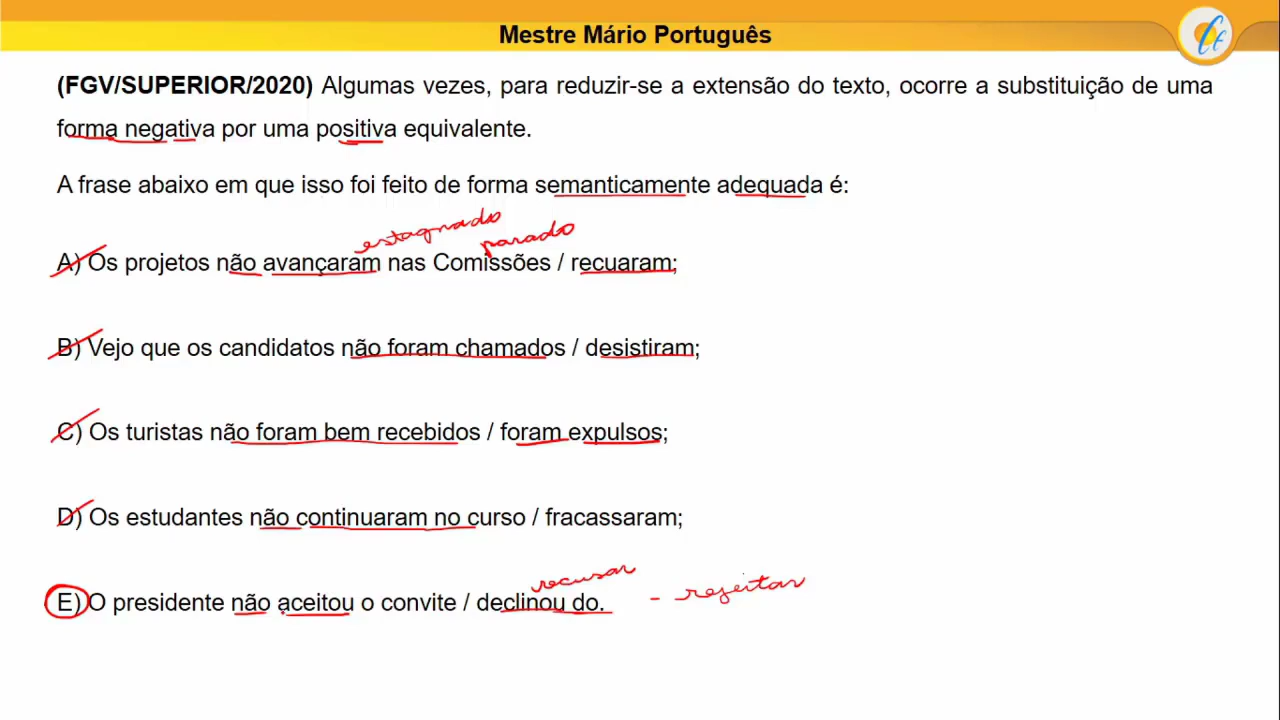 Mestre Mário Português
(FGV/SUPERIOR/2020) Algumas vezes, para reduzir-se a extensão do texto, ocorre a substituição de uma
forma negativa por uma positiva equivalente.
A frase abaixo em que isso foi feito de forma semanticamente adequada é:
estagnado
parado
A) Os projetos não avançaram nas Comissões / recuaram;
B) Vejo que os candidatos não foram chamados / desistiram;
C) Os turistas não foram bem recebidos / foram expulsos;
D) Os estudantes não continuaram no curso / fracassaram;
recusar
- rejeitar
E) O presidente não aceitou o convite / declinou do.